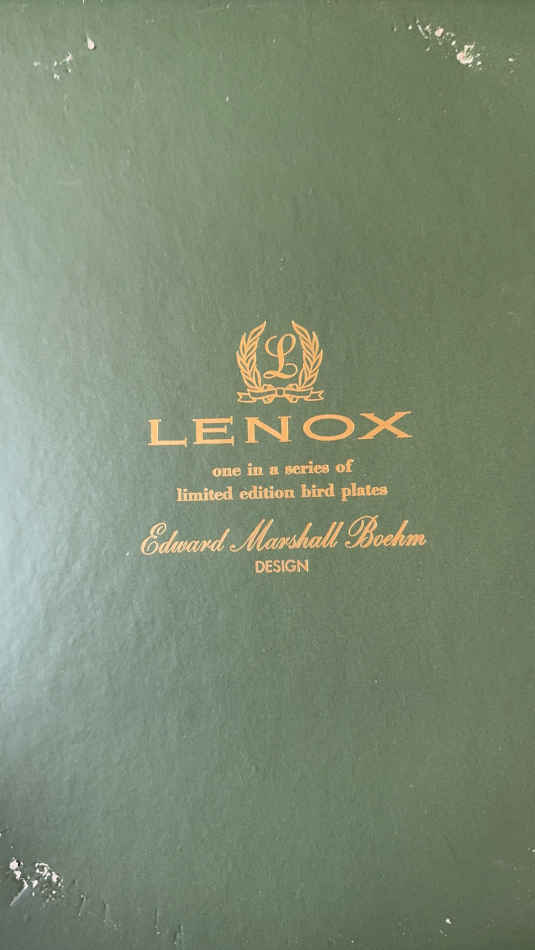 L
LENOX
one in a series of
limited edition bird plates
Edward Marshall Boehm
DESIGN